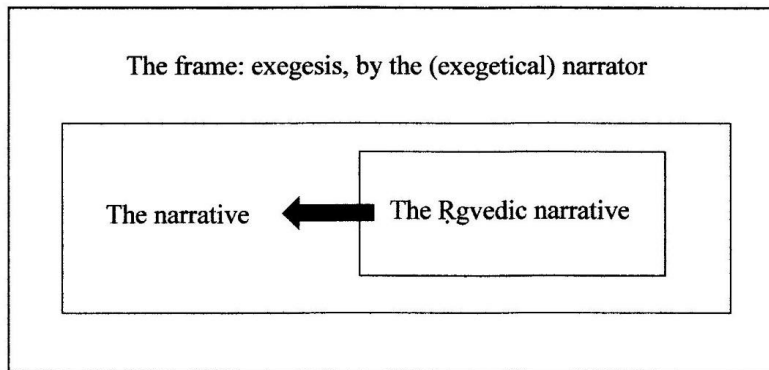 The frame: exegesis, by the (exegetical) narrator
The narrative
The Ṛgvedic narrative